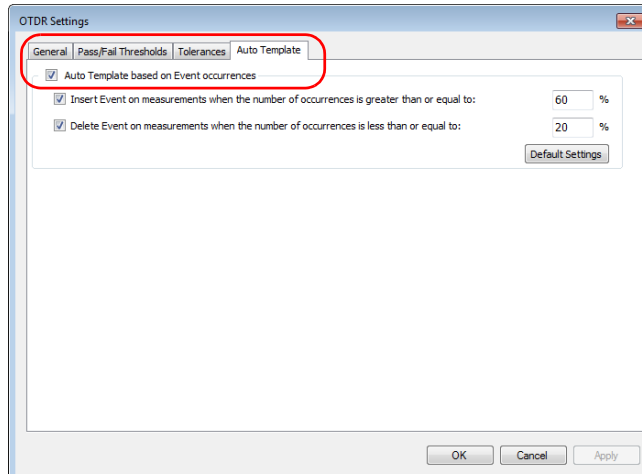 OTDR Settings
General Pass/Fail Thresholds Tolerances Auto Template
Auto Template based on Event occurrences
Insert Event on measurements when the number of occurrences is greater than or equal to: 60 %
Delete Event on measurements when the number of occurrences is less than or equal to: 20 %
Default Settings
OK Cancel Apply